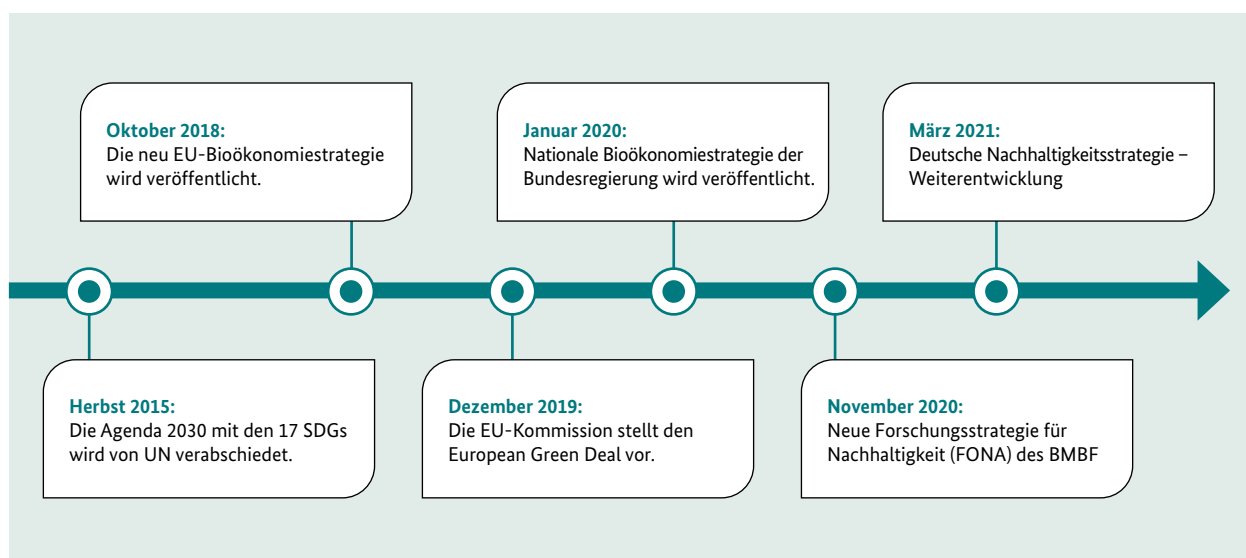 Oktober 2018:
Die neu EU-Bioökonomiestrategie
wird veröffentlicht.
Januar 2020:
Nationale Bioökonomiestrategie der
Bundesregierung wird veröffentlicht.
März 2021:
Deutsche Nachhaltigkeitsstrategie –
Weiterentwicklung
Herbst 2015:
Die Agenda 2030 mit den 17 SDGs
wird von UN verabschiedet.
Dezember 2019:
Die EU-Kommission stellt den
European Green Deal vor.
November 2020:
Neue Forschungsstrategie für
Nachhaltigkeit (FONA) des BMBF